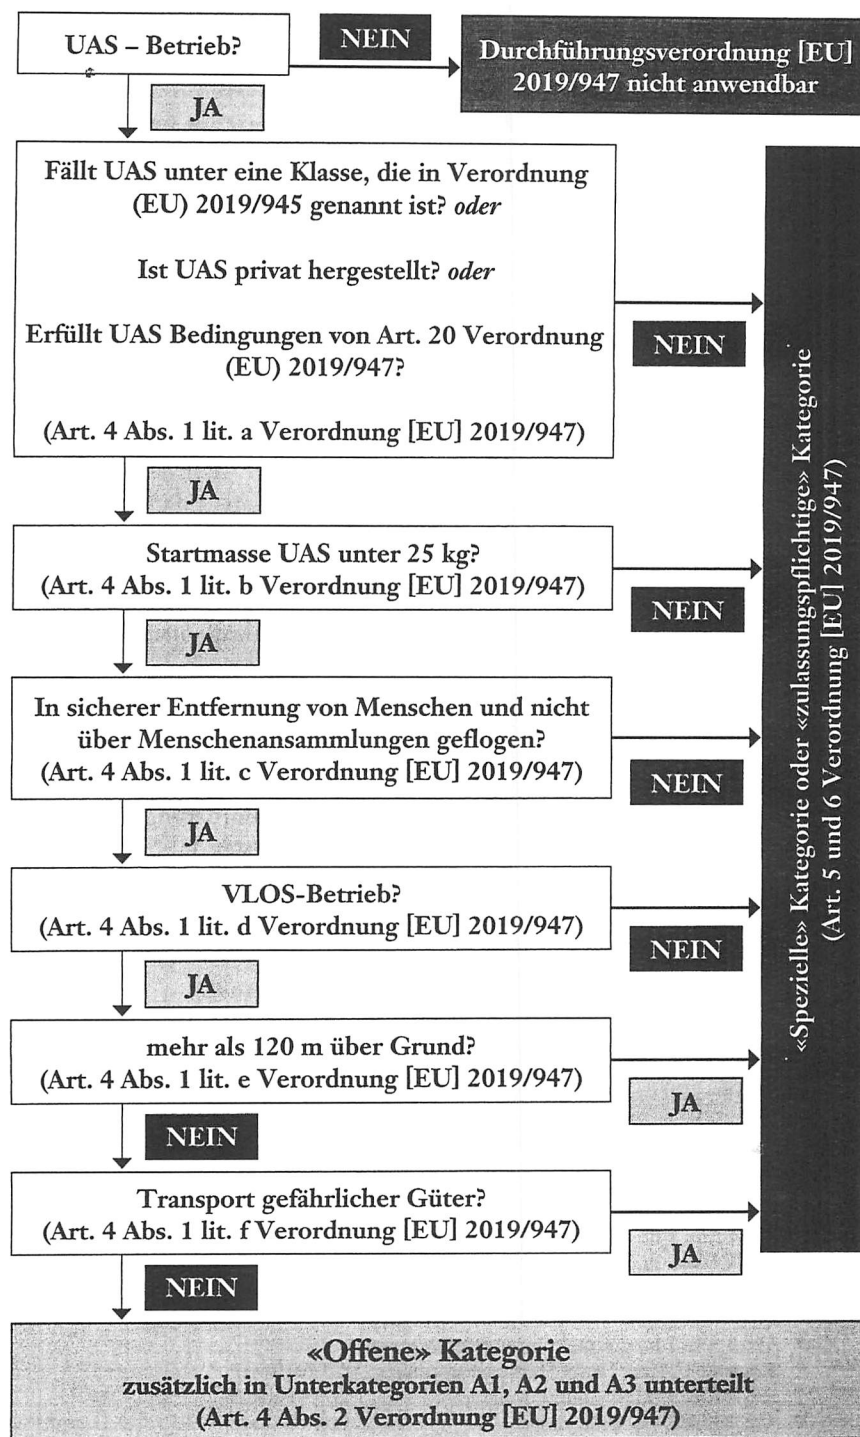 UAS – Betrieb?
NEIN
Durchführungsverordnung [EU]
2019/947 nicht anwendbar
JA
Fällt UAS unter eine Klasse, die in Verordnung
(EU) 2019/945 genannt ist? oder
Ist UAS privat hergestellt? oder
Erfüllt UAS Bedingungen von Art. 20 Verordnung
(EU) 2019/947?
(Art. 4 Abs. 1 lit. a Verordnung [EU] 2019/947)
NEIN
JA
Startmasse UAS unter 25 kg?
(Art. 4 Abs. 1 lit. b Verordnung [EU] 2019/947)
NEIN
JA
In sicherer Entfernung von Menschen und nicht
über Menschenansammlungen geflogen?
(Art. 4 Abs. 1 lit. c Verordnung [EU] 2019/947)
NEIN
JA
VLOS-Betrieb?
(Art. 4 Abs. 1 lit. d Verordnung [EU] 2019/947)
NEIN
JA
mehr als 120 m über Grund?
(Art. 4 Abs. 1 lit. e Verordnung [EU] 2019/947)
JA
NEIN
Transport gefährlicher Güter?
(Art. 4 Abs. 1 lit. f Verordnung [EU] 2019/947)
JA
NEIN
«Spezielle» Kategorie oder «zulassungspflichtige» Kategorie
(Art. 5 und 6 Verordnung [EU] 2019/947)
«Offene» Kategorie
zusätzlich in Unterkategorien A1, A2 und A3 unterteilt
(Art. 4 Abs. 2 Verordnung [EU] 2019/947)